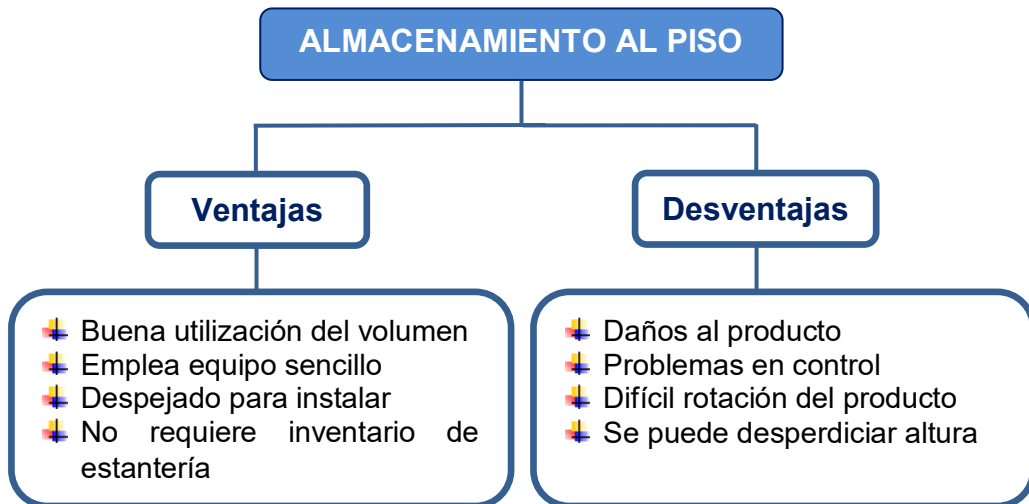 ALMACENAMIENTO AL PISO
Ventajas
Desventajas
Buena utilización del volumen
Emplea equipo sencillo
Despejado para instalar
No requiere inventario de
estantería
Daños al producto
Problemas en control
Difícil rotación del producto
Se puede desperdiciar altura